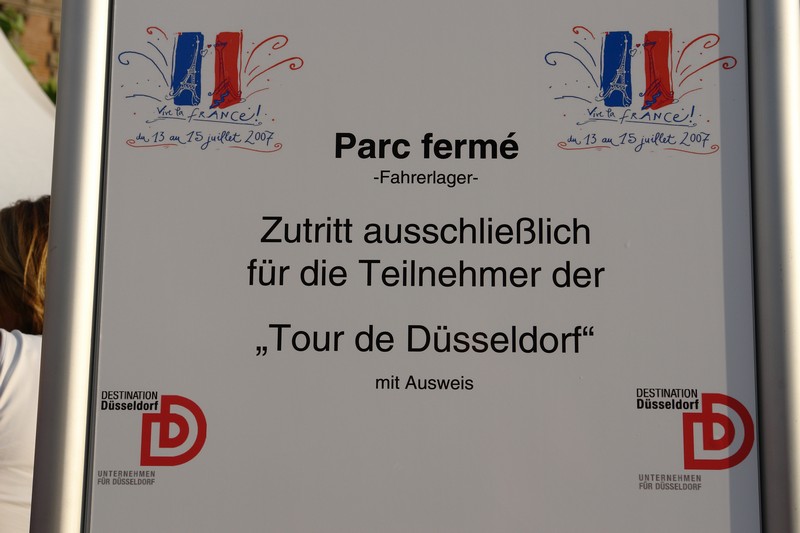 Vive la FRANCE!
du 13 au 15 juillet 2007
Vive la FRANCE!
du 13 au 15 juillet 2007
Parc fermé
-Fahrerlager-
Zutritt ausschließlich
für die Teilnehmer der
„Tour de Düsseldorf“
mit Ausweis
DESTINATION
Düsseldorf
UNTERNEHMEN
FÜR DÜSSELDORF
DESTINATION
Düsseldorf
UNTERNEHMEN
FÜR DÜSSELDORF